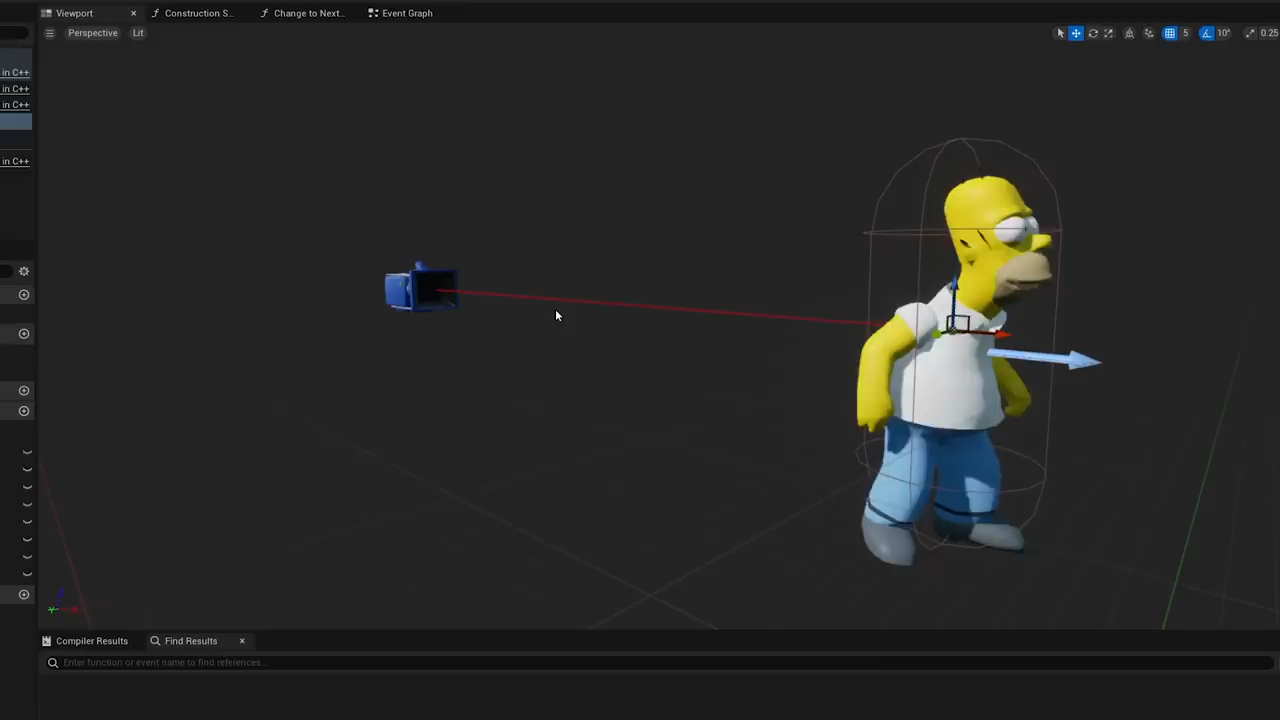 Viewport
Construction S...
Change to Next...
Event Graph
Perspective
Lit
5
10°
0.25
in C++
in C++
in C++
in C++
Compiler Results
Find Results
Enter function or event name to find references...